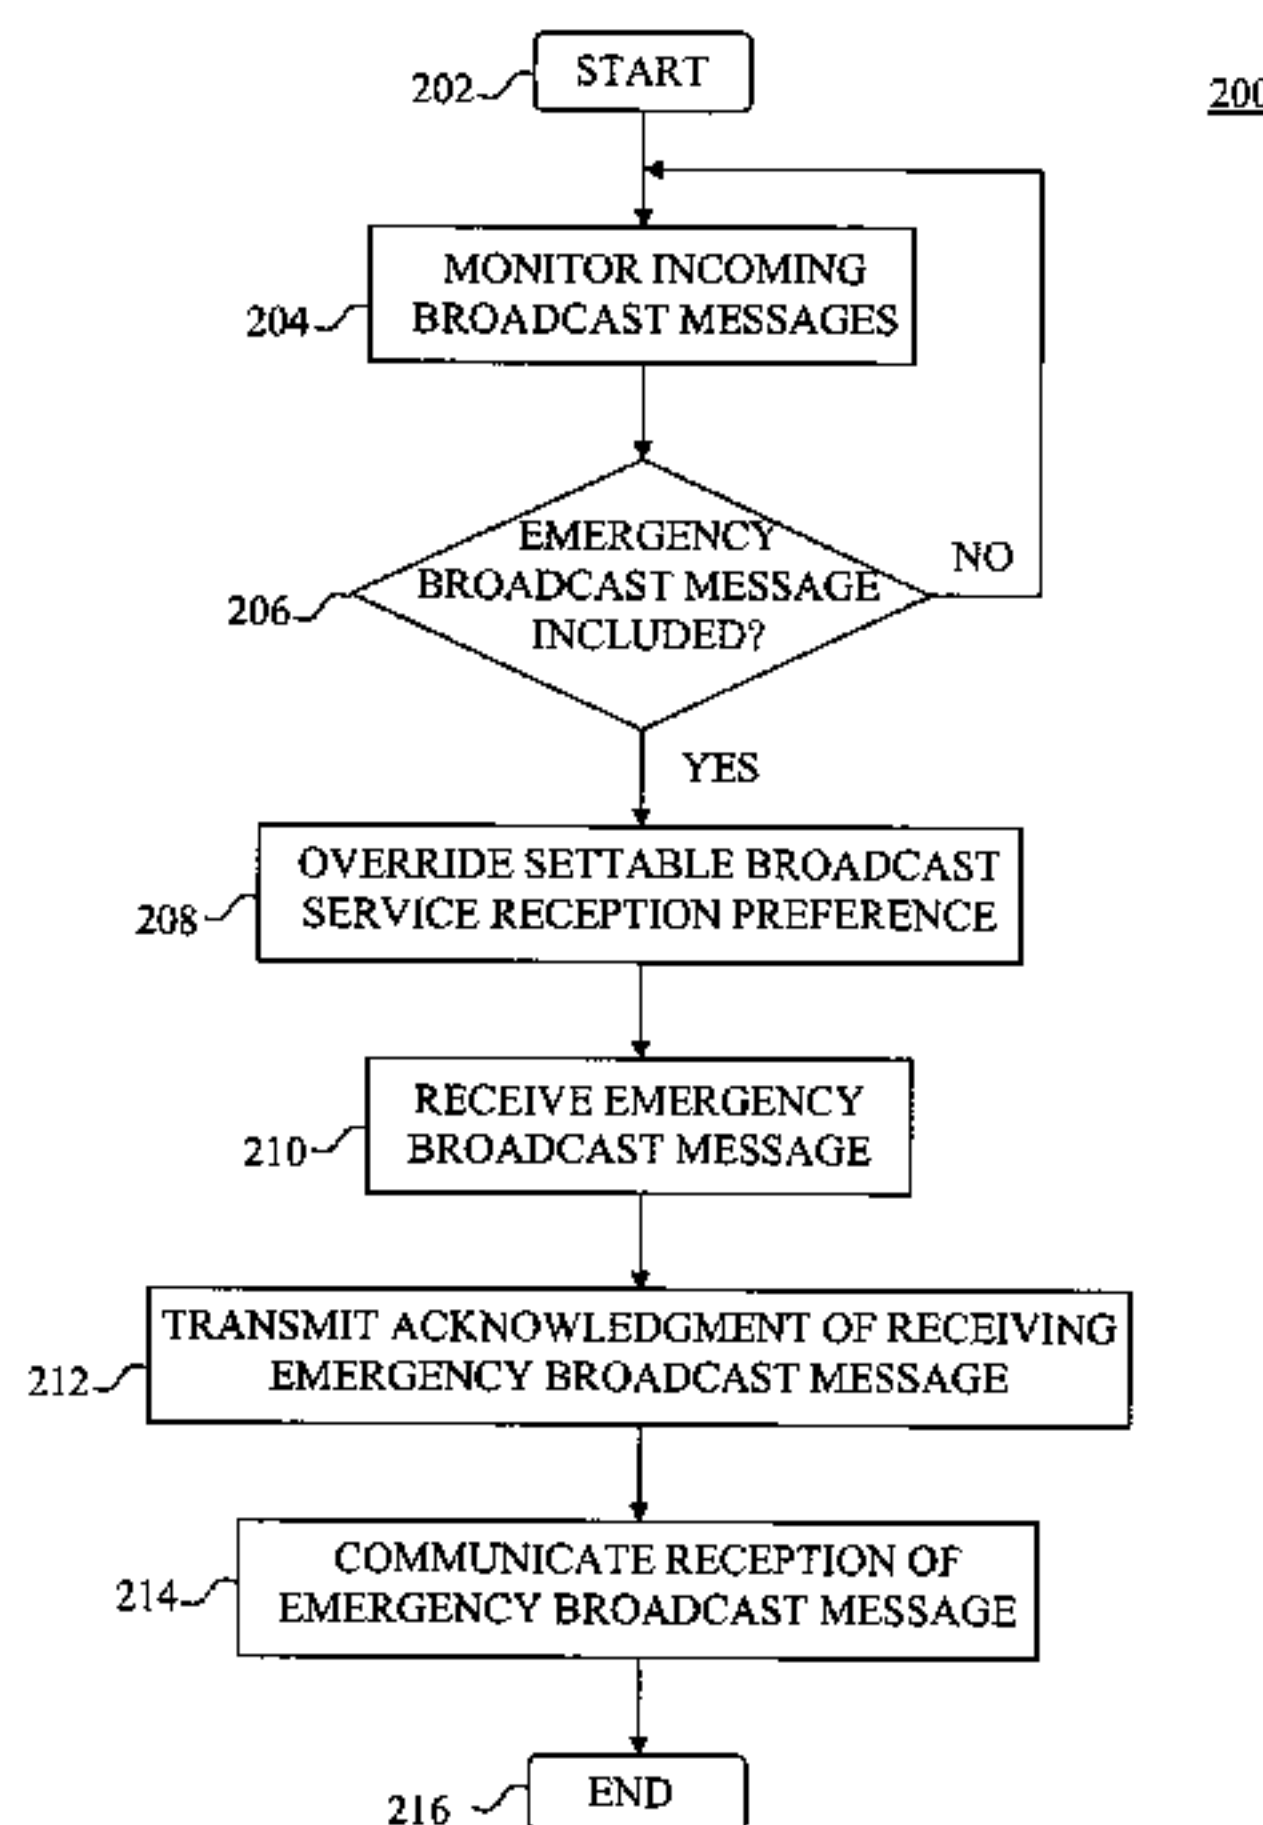 202
START
200
MONITOR INCOMING
BROADCAST MESSAGES
204
EMERGENCY
BROADCAST MESSAGE
INCLUDED?
NO
206
YES
OVERRIDE SETTABLE BROADCAST
SERVICE RECEPTION PREFERENCE
208
RECEIVE EMERGENCY
BROADCAST MESSAGE
210
TRANSMIT ACKNOWLEDGMENT OF RECEIVING
EMERGENCY BROADCAST MESSAGE
212
COMMUNICATE RECEPTION OF
EMERGENCY BROADCAST MESSAGE
214
END
216